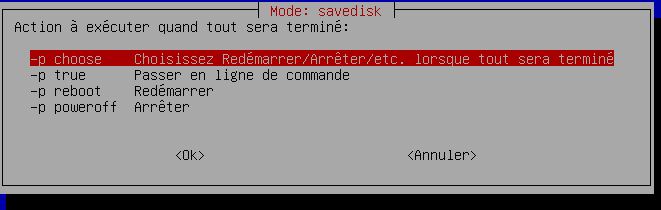 Mode: savedisk
Action à exécuter quand tout sera terminé:
-p choose Choisissez Redémarrer/Arrêter/etc. lorsque tout sera terminé
-p true Passer en ligne de commande
-p reboot Redémarrer
-p poweroff Arrêter
<Ok> <Annuler>